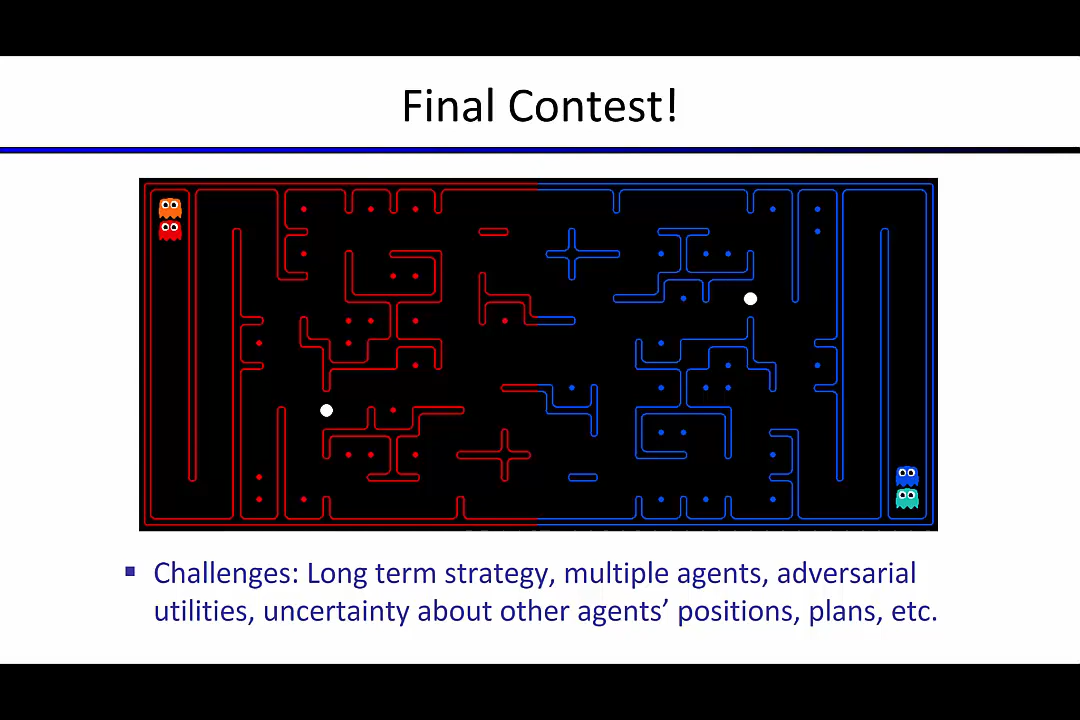 Final Contest!
▪ Challenges: Long term strategy, multiple agents, adversarial
utilities, uncertainty about other agents’ positions, plans, etc.